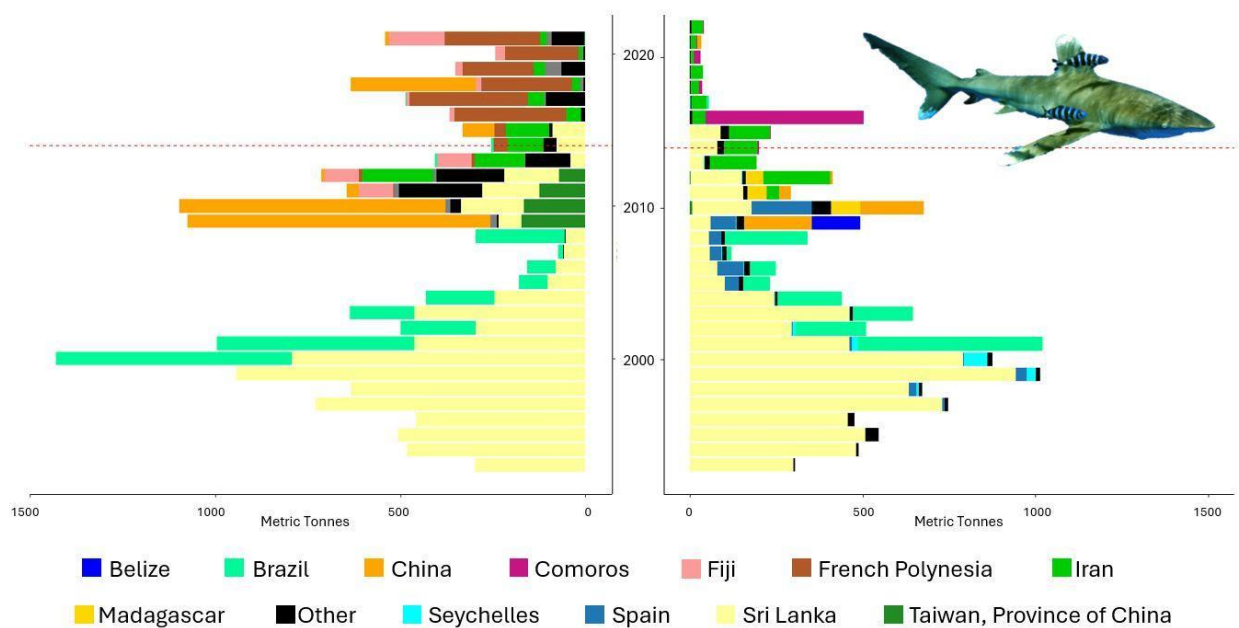 2020
2010
2000
1500 1000 500 0
Metric Tonnes
0 500 1000 1500
Metric Tonnes
Belize Brazil China Comoros Fiji French Polynesia Iran
Madagascar Other Seychelles Spain Sri Lanka Taiwan, Province of China